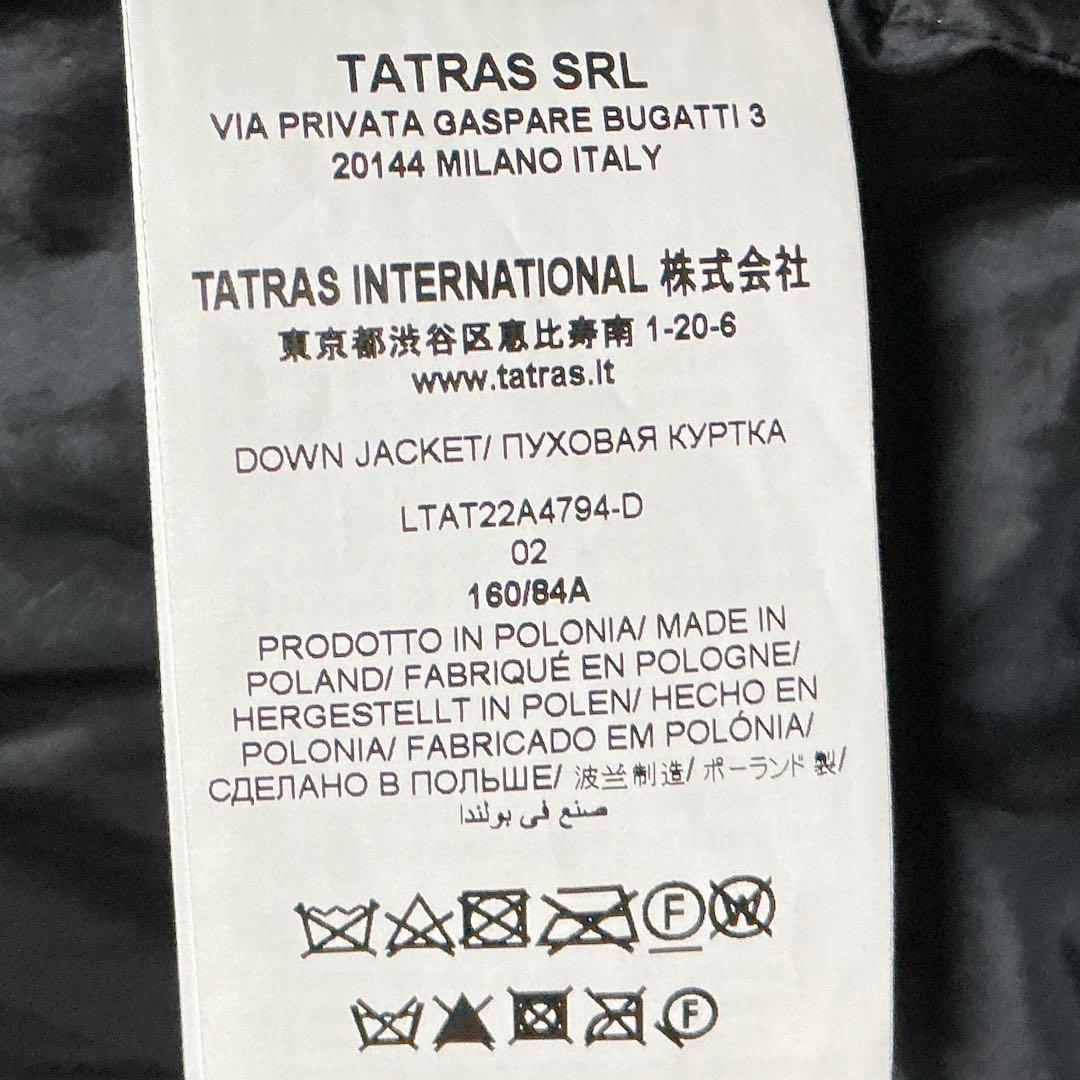 TATRAS SRL
VIA PRIVATA GASPARE BUGATTI 3
20144 MILANO ITALY
TATRAS INTERNATIONAL 株式会社
東京都渋谷区恵比寿南 1-20-6
www.tatras.it
DOWN JACKET/ ПУХОВАЯ КУРТКА
LTAT22A4794-D
02
160/84A
PRODOTTO IN POLONIA/ MADE IN
POLAND/ FABRIQUÉ EN POLOGNE/
HERGESTELLT IN POLEN/ HECHO EN
POLONIA/ FABRICADO EM POLÓNIA/
СДЕЛАНО В ПОЛЬШЕ/ 波兰制造/ ポーランド 製/
صنع في بولندا
F W
F